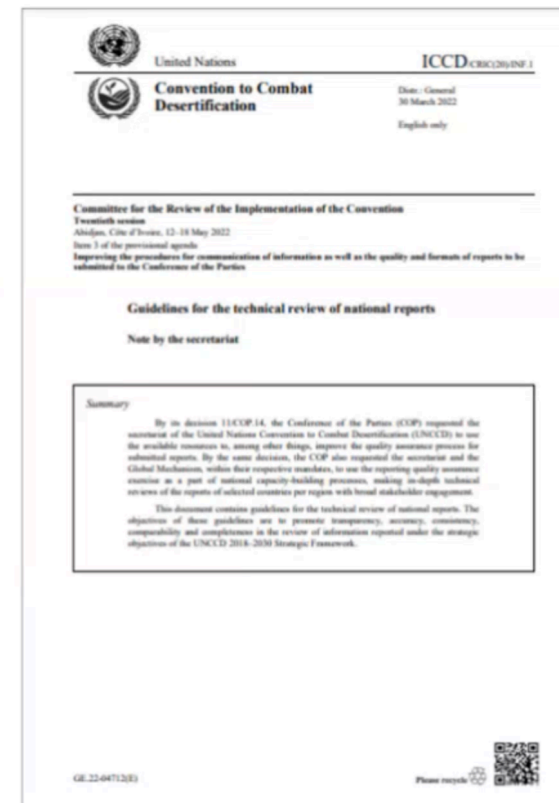 United Nations
ICCD/CRIC(20)/INF.1
Convention to Combat
Desertification
Distr.: General
30 March 2022
English only
Committee for the Review of the Implementation of the Convention
Twentieth session
Abidjan, Côte d'Ivoire, 12–18 May 2022
Item 3 of the provisional agenda
Improving the procedures for communication of information as well as the quality and formats of reports to be
submitted to the Conference of the Parties
Guidelines for the technical review of national reports
Note by the secretariat
Summary
By its decision 11/COP.14, the Conference of the Parties (COP) requested the
secretariat of the United Nations Convention to Combat Desertification (UNCCD) to use
the available resources to, among other things, improve the quality assurance process for
submitted reports. By the same decision, the COP also requested the secretariat and the
Global Mechanism, within their respective mandates, to use the reporting quality assurance
exercise as a part of national capacity-building processes, making in-depth technical
reviews of the reports of selected countries per region with broad stakeholder engagement.
This document contains guidelines for the technical review of national reports. The
objectives of these guidelines are to promote transparency, accuracy, consistency,
comparability and completeness in the review of information reported under the strategic
objectives of the UNCCD 2018–2030 Strategic Framework.
GE.22-04712(E)
Please recycle